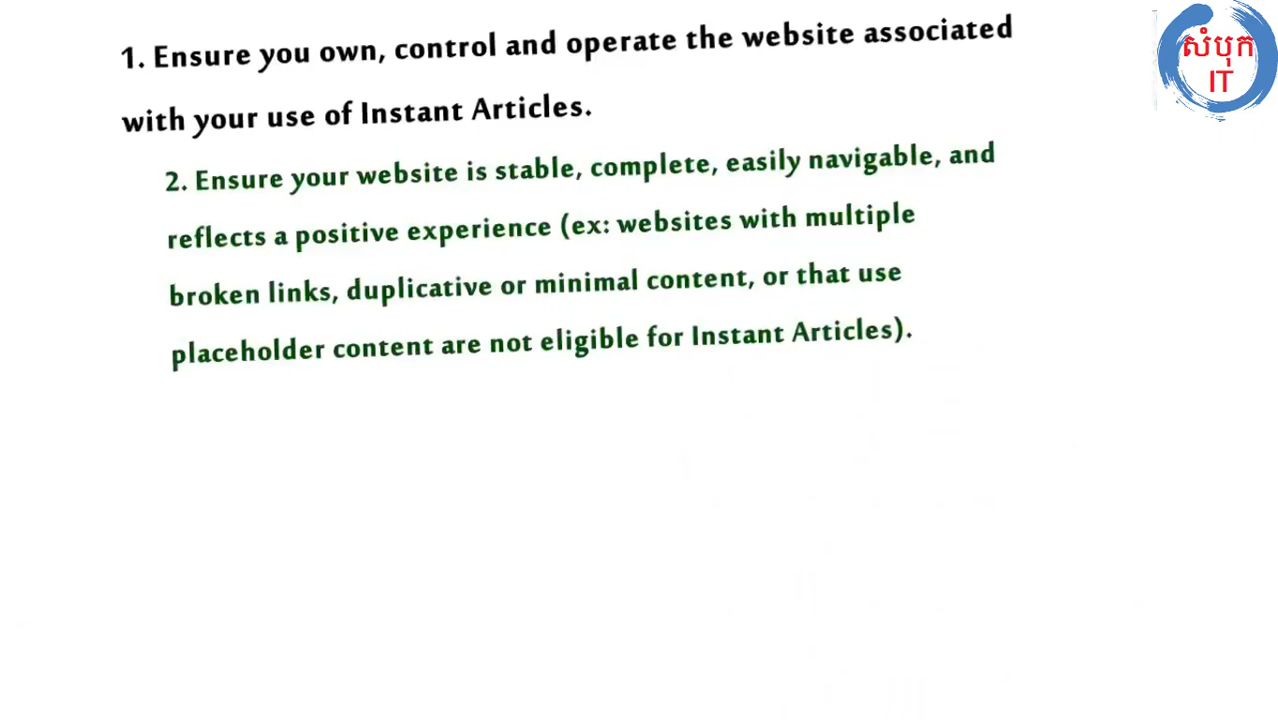 1. Ensure you own, control and operate the website associated
with your use of Instant Articles.
2. Ensure your website is stable, complete, easily navigable, and
reflects a positive experience (ex: websites with multiple
broken links, duplicative or minimal content, or that use
placeholder content are not eligible for Instant Articles).
សំបុក
IT